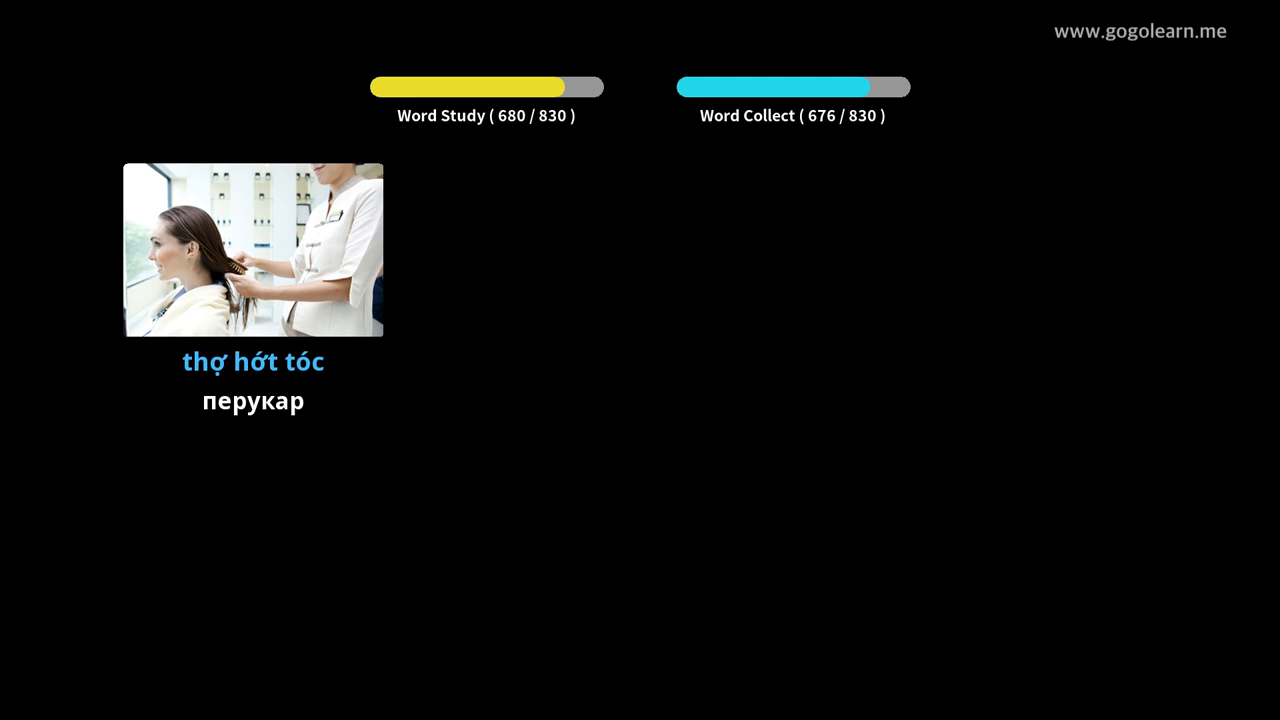 www.gogolearn.me
Word Study ( 680 / 830 )
Word Collect ( 676 / 830 )
thợ hớt tóc
перукар